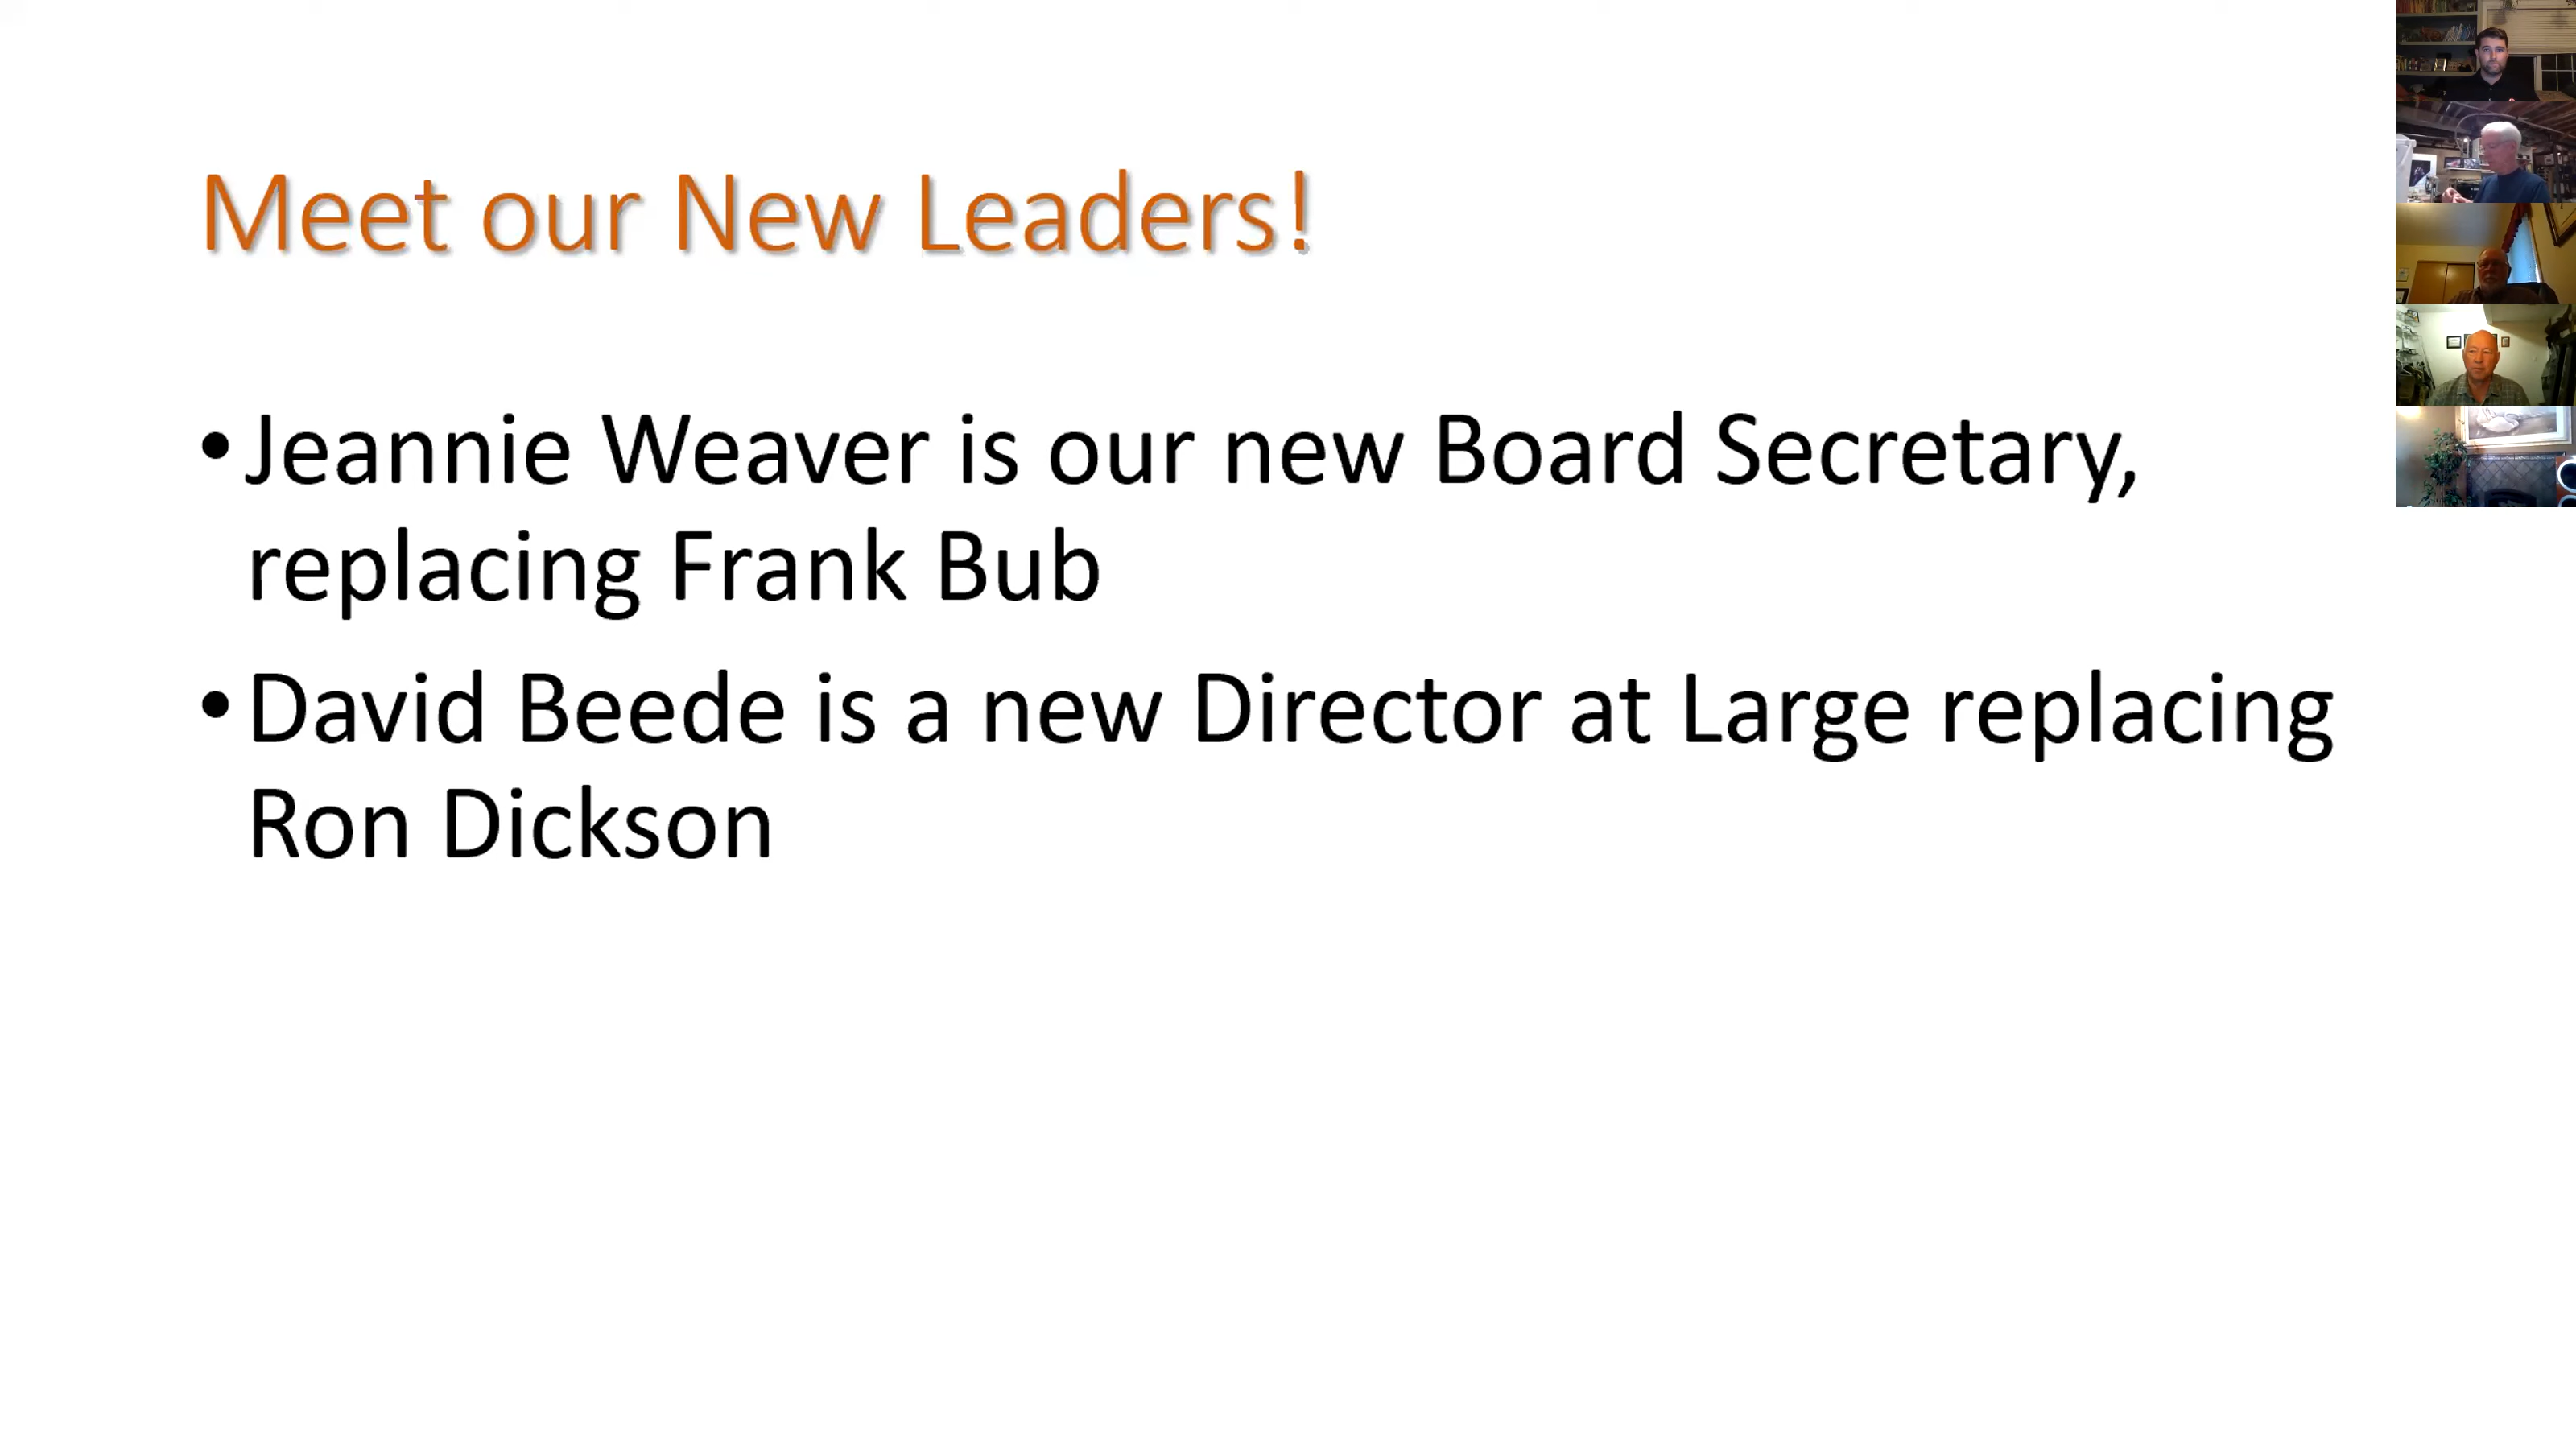 Meet our New Leaders!
•Jeannie Weaver is our new Board Secretary,
replacing Frank Bub
•David Beede is a new Director at Large replacing
Ron Dickson